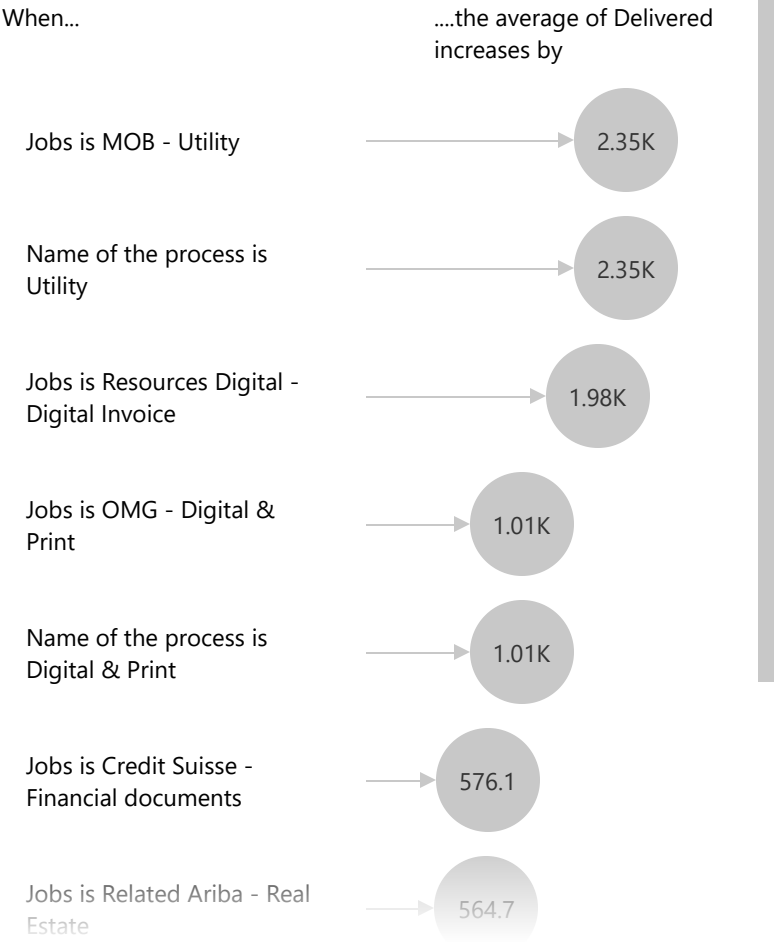 When...
....the average of Delivered
increases by
Jobs is MOB - Utility
2.35K
Name of the process is
Utility
2.35K
Jobs is Resources Digital -
Digital Invoice
1.98K
Jobs is OMG - Digital &
Print
1.01K
Name of the process is
Digital & Print
1.01K
Jobs is Credit Suisse -
Financial documents
576.1
Jobs is Related Ariba - Real
Estate
564.7